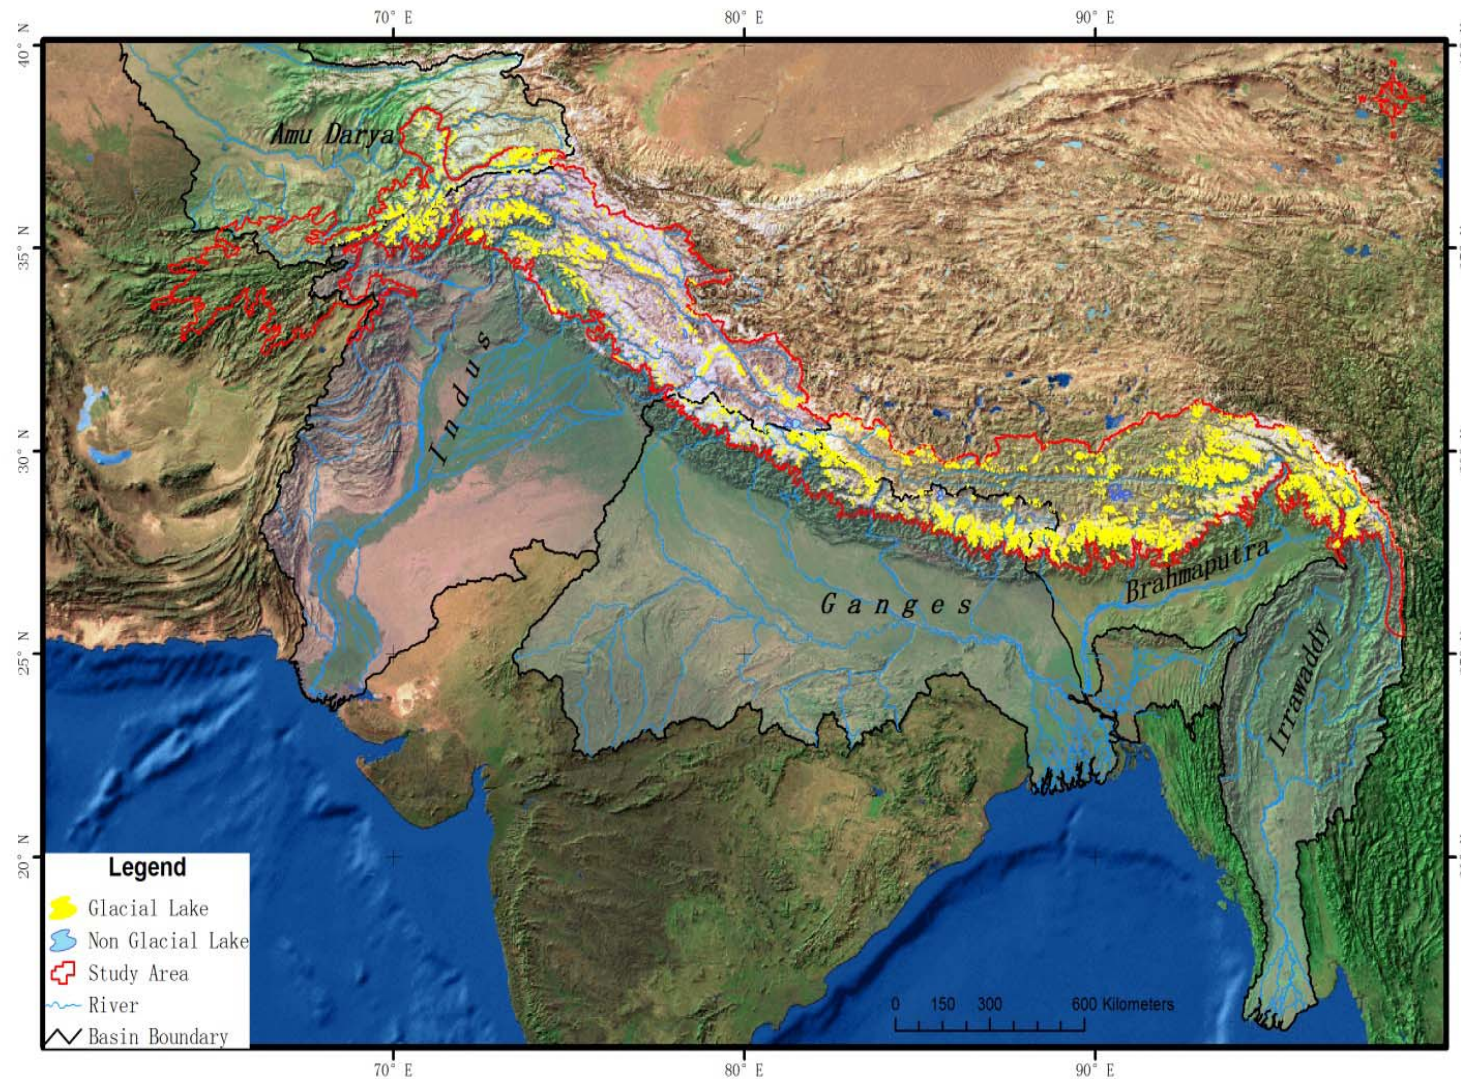 70° E
80° E
90° E
40° N
35° N
30° N
25° N
20° N
Amu Darya
Indus
Ganges
Brahmaputra
Irrawaddy
Legend
Glacial Lake
Non Glacial Lake
Study Area
River
Basin Boundary
0 150 300 600 Kilometers
70° E
80° E
90° E